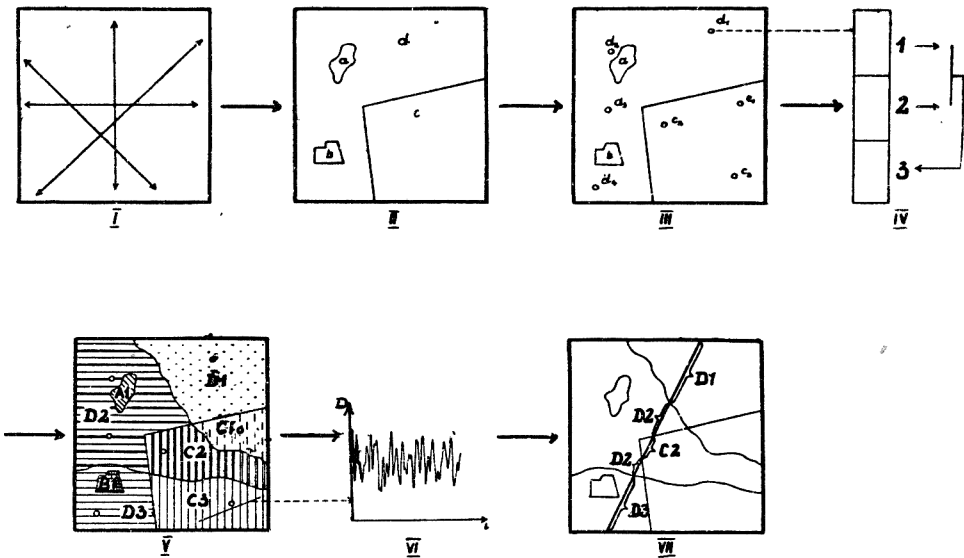 I
d
a
c
b
II
d₁
d₂
a
d₃
c₁
c₂
b
d₄
c₃
III
1
2
3
IV
D1
A1
D2
C1
C2
B1
C3
D3
V
D
i
VI
D1
D2
C2
D2
D3
VII